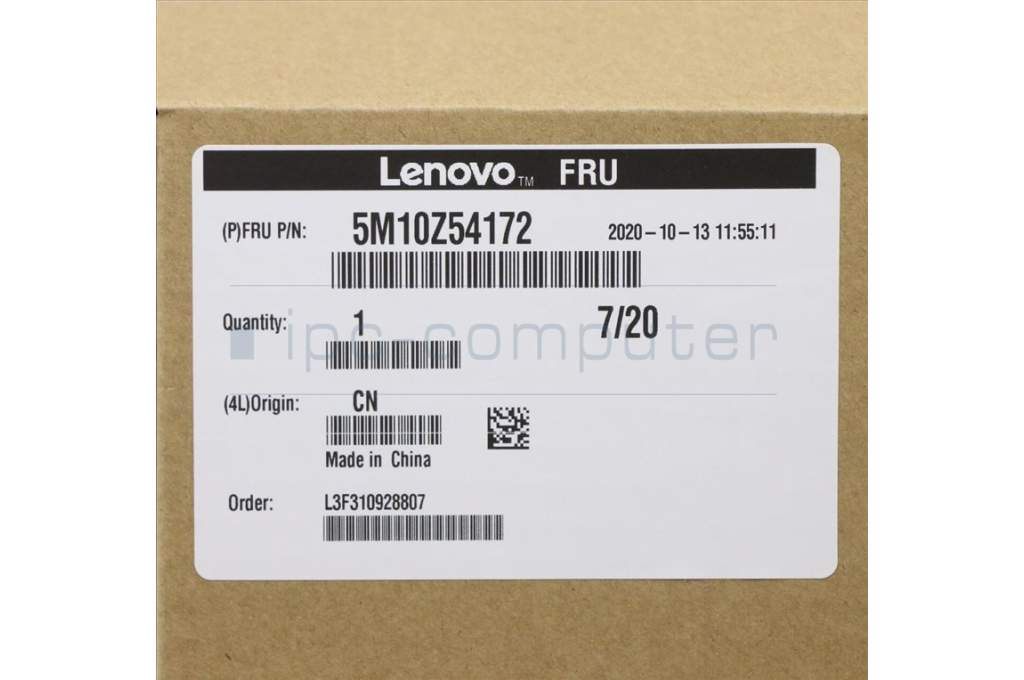 Lenovo™ FRU
(P)FRU P/N: 5M10Z54172 2020-10-13 11:55:11
Quantity: 1 7/20
ipc-computer
(4L)Origin: CN
Made in China
Order: L3F310928807